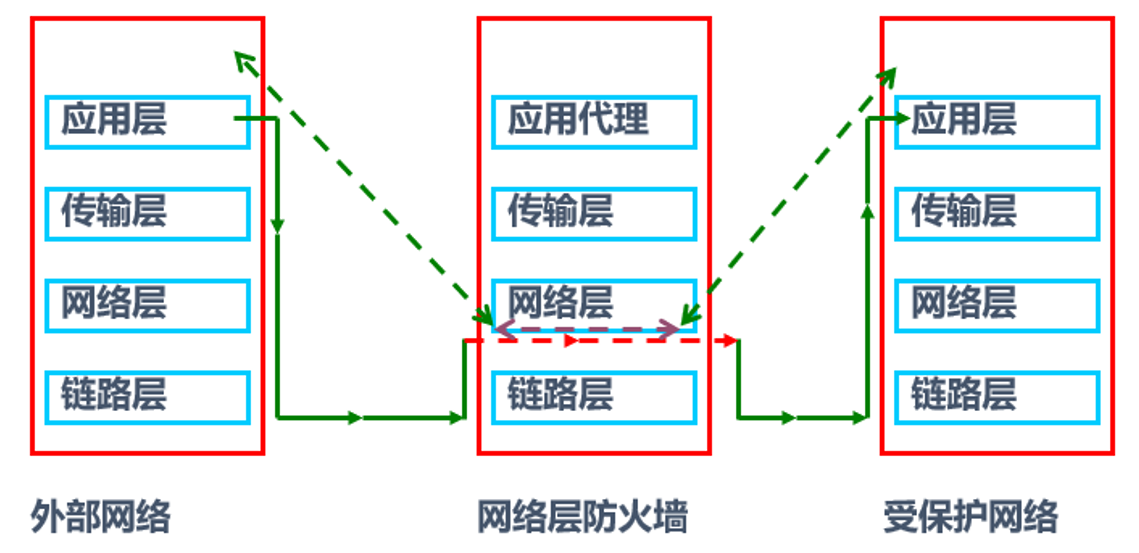 应用层
传输层
网络层
链路层
外部网络
应用代理
传输层
网络层
链路层
网络层防火墙
应用层
传输层
网络层
链路层
受保护网络